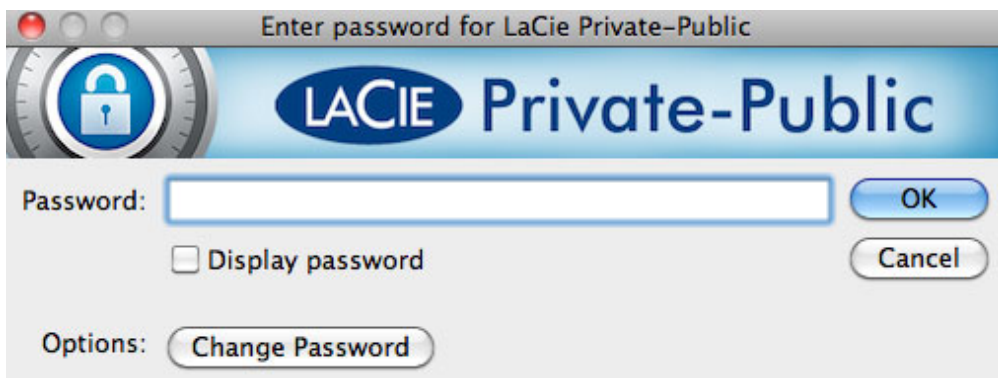 Enter password for LaCie Private-Public
LACIE Private-Public
Password:
OK
Display password
Cancel
Options: Change Password